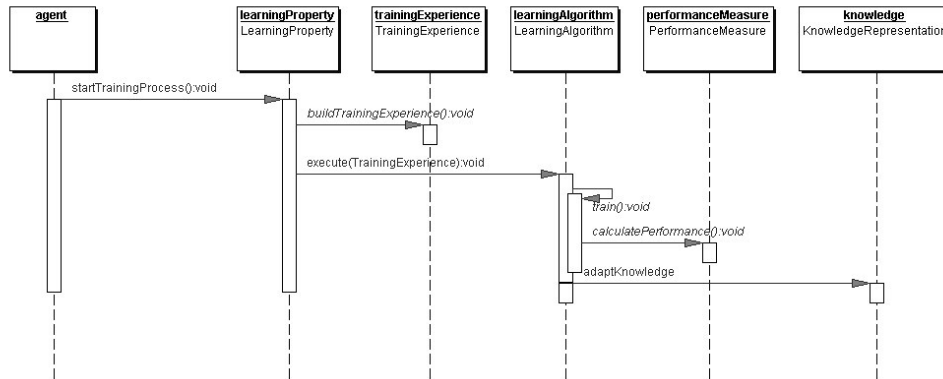 agent
learningProperty
LearningProperty
trainingExperience
TrainingExperience
learningAlgorithm
LearningAlgorithm
performanceMeasure
PerformanceMeasure
knowledge
KnowledgeRepresentation
startTrainingProcess():void
buildTrainingExperience():void
execute(TrainingExperience):void
train():void
calculatePerformance():void
adaptKnowledge